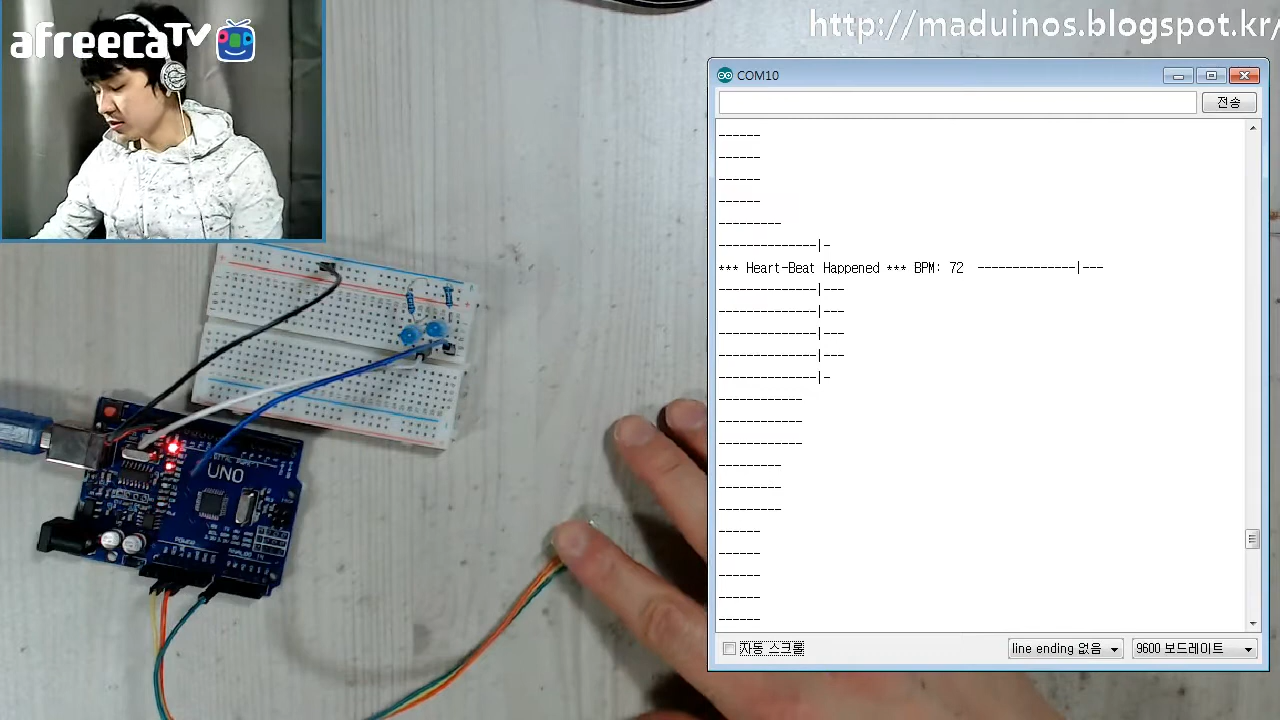 afreecaTV
http://maduinos.blogspot.kr/
COM10
전송
------
------
------
------
---------
--------------|-
*** Heart-Beat Happened *** BPM: 72  --------------|---
--------------|---
--------------|---
--------------|---
--------------|---
--------------|-
------------
------------
------------
---------
---------
---------
------
------
------
------
------
자동 스크롤
line ending 없음
9600 보드레이트
UNO